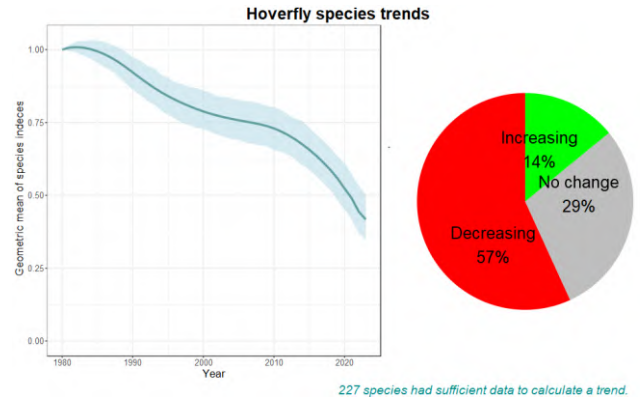 Hoverfly species trends
Geometric mean of species indeces
1.00
0.75
0.50
0.25
0.00
1980
1990
2000
2010
2020
Year
Increasing
14%
No change
29%
Decreasing
57%
227 species had sufficient data to calculate a trend.